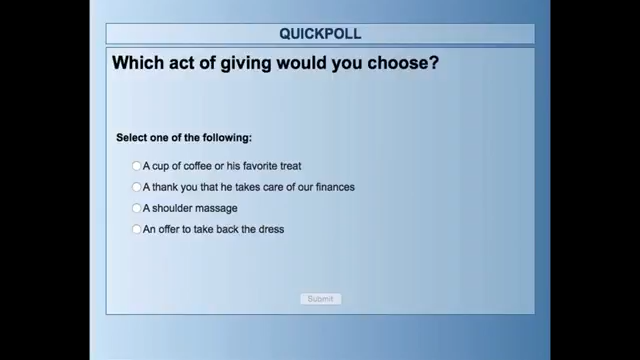 QUICKPOLL
Which act of giving would you choose?
Select one of the following:
A cup of coffee or his favorite treat
A thank you that he takes care of our finances
A shoulder massage
An offer to take back the dress
Submit